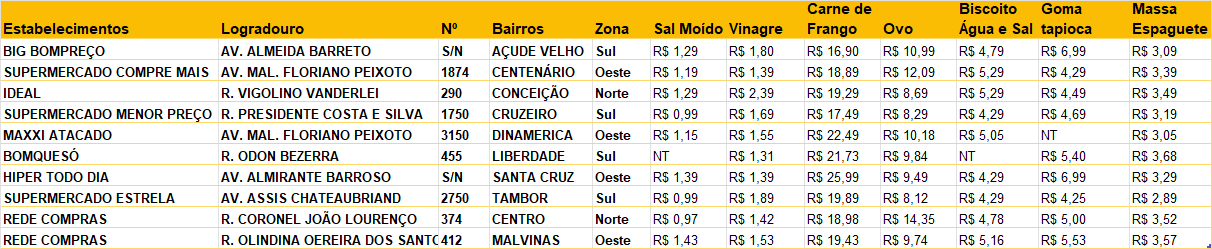 Estabelecimentos Logradouro Nº Bairros Zona Sal Moído Vinagre Carne de Frango Ovo Biscoito Água e Sal Goma tapioca Massa Espaguete
BIG BOMPREÇO AV. ALMEIDA BARRETO S/N AÇUDE VELHO Sul R$ 1,29 R$ 1,80 R$ 16,90 R$ 10,99 R$ 4,79 R$ 6,99 R$ 3,09
SUPERMERCADO COMPRE MAIS AV. MAL. FLORIANO PEIXOTO 1874 CENTENÁRIO Oeste R$ 1,19 R$ 1,39 R$ 18,89 R$ 12,09 R$ 5,29 R$ 4,29 R$ 3,39
IDEAL R. VIGOLINO VANDERLEI 290 CONCEIÇÃO Norte R$ 1,29 R$ 2,39 R$ 19,29 R$ 8,69 R$ 5,29 R$ 4,49 R$ 3,49
SUPERMERCADO MENOR PREÇO R. PRESIDENTE COSTA E SILVA 1750 CRUZEIRO Sul R$ 0,99 R$ 1,69 R$ 17,49 R$ 8,29 R$ 4,29 R$ 4,69 R$ 3,19
MAXXI ATACADO AV. MAL. FLORIANO PEIXOTO 3150 DINAMERICA Oeste R$ 1,15 R$ 1,55 R$ 22,49 R$ 10,18 R$ 5,05 NT R$ 3,05
BOMQUESÓ R. ODON BEZERRA 455 LIBERDADE Sul NT R$ 1,31 R$ 21,73 R$ 9,84 NT R$ 5,40 R$ 3,68
HIPER TODO DIA AV. ALMIRANTE BARROSO S/N SANTA CRUZ Oeste R$ 1,39 R$ 1,39 R$ 25,99 R$ 9,49 R$ 4,29 R$ 6,99 R$ 3,29
SUPERMERCADO ESTRELA AV. ASSIS CHATEAUBRIAND 2750 TAMBOR Sul R$ 0,99 R$ 1,89 R$ 19,89 R$ 8,12 R$ 4,29 R$ 4,25 R$ 2,89
REDE COMPRAS R. CORONEL JOÃO LOURENÇO 374 CENTRO Norte R$ 0,97 R$ 1,42 R$ 18,98 R$ 14,35 R$ 4,78 R$ 5,00 R$ 3,52
REDE COMPRAS R. OLINDINA OEREIRA DOS SANTO 412 MALVINAS Oeste R$ 1,43 R$ 1,53 R$ 19,43 R$ 9,74 R$ 5,16 R$ 5,53 R$ 3,57